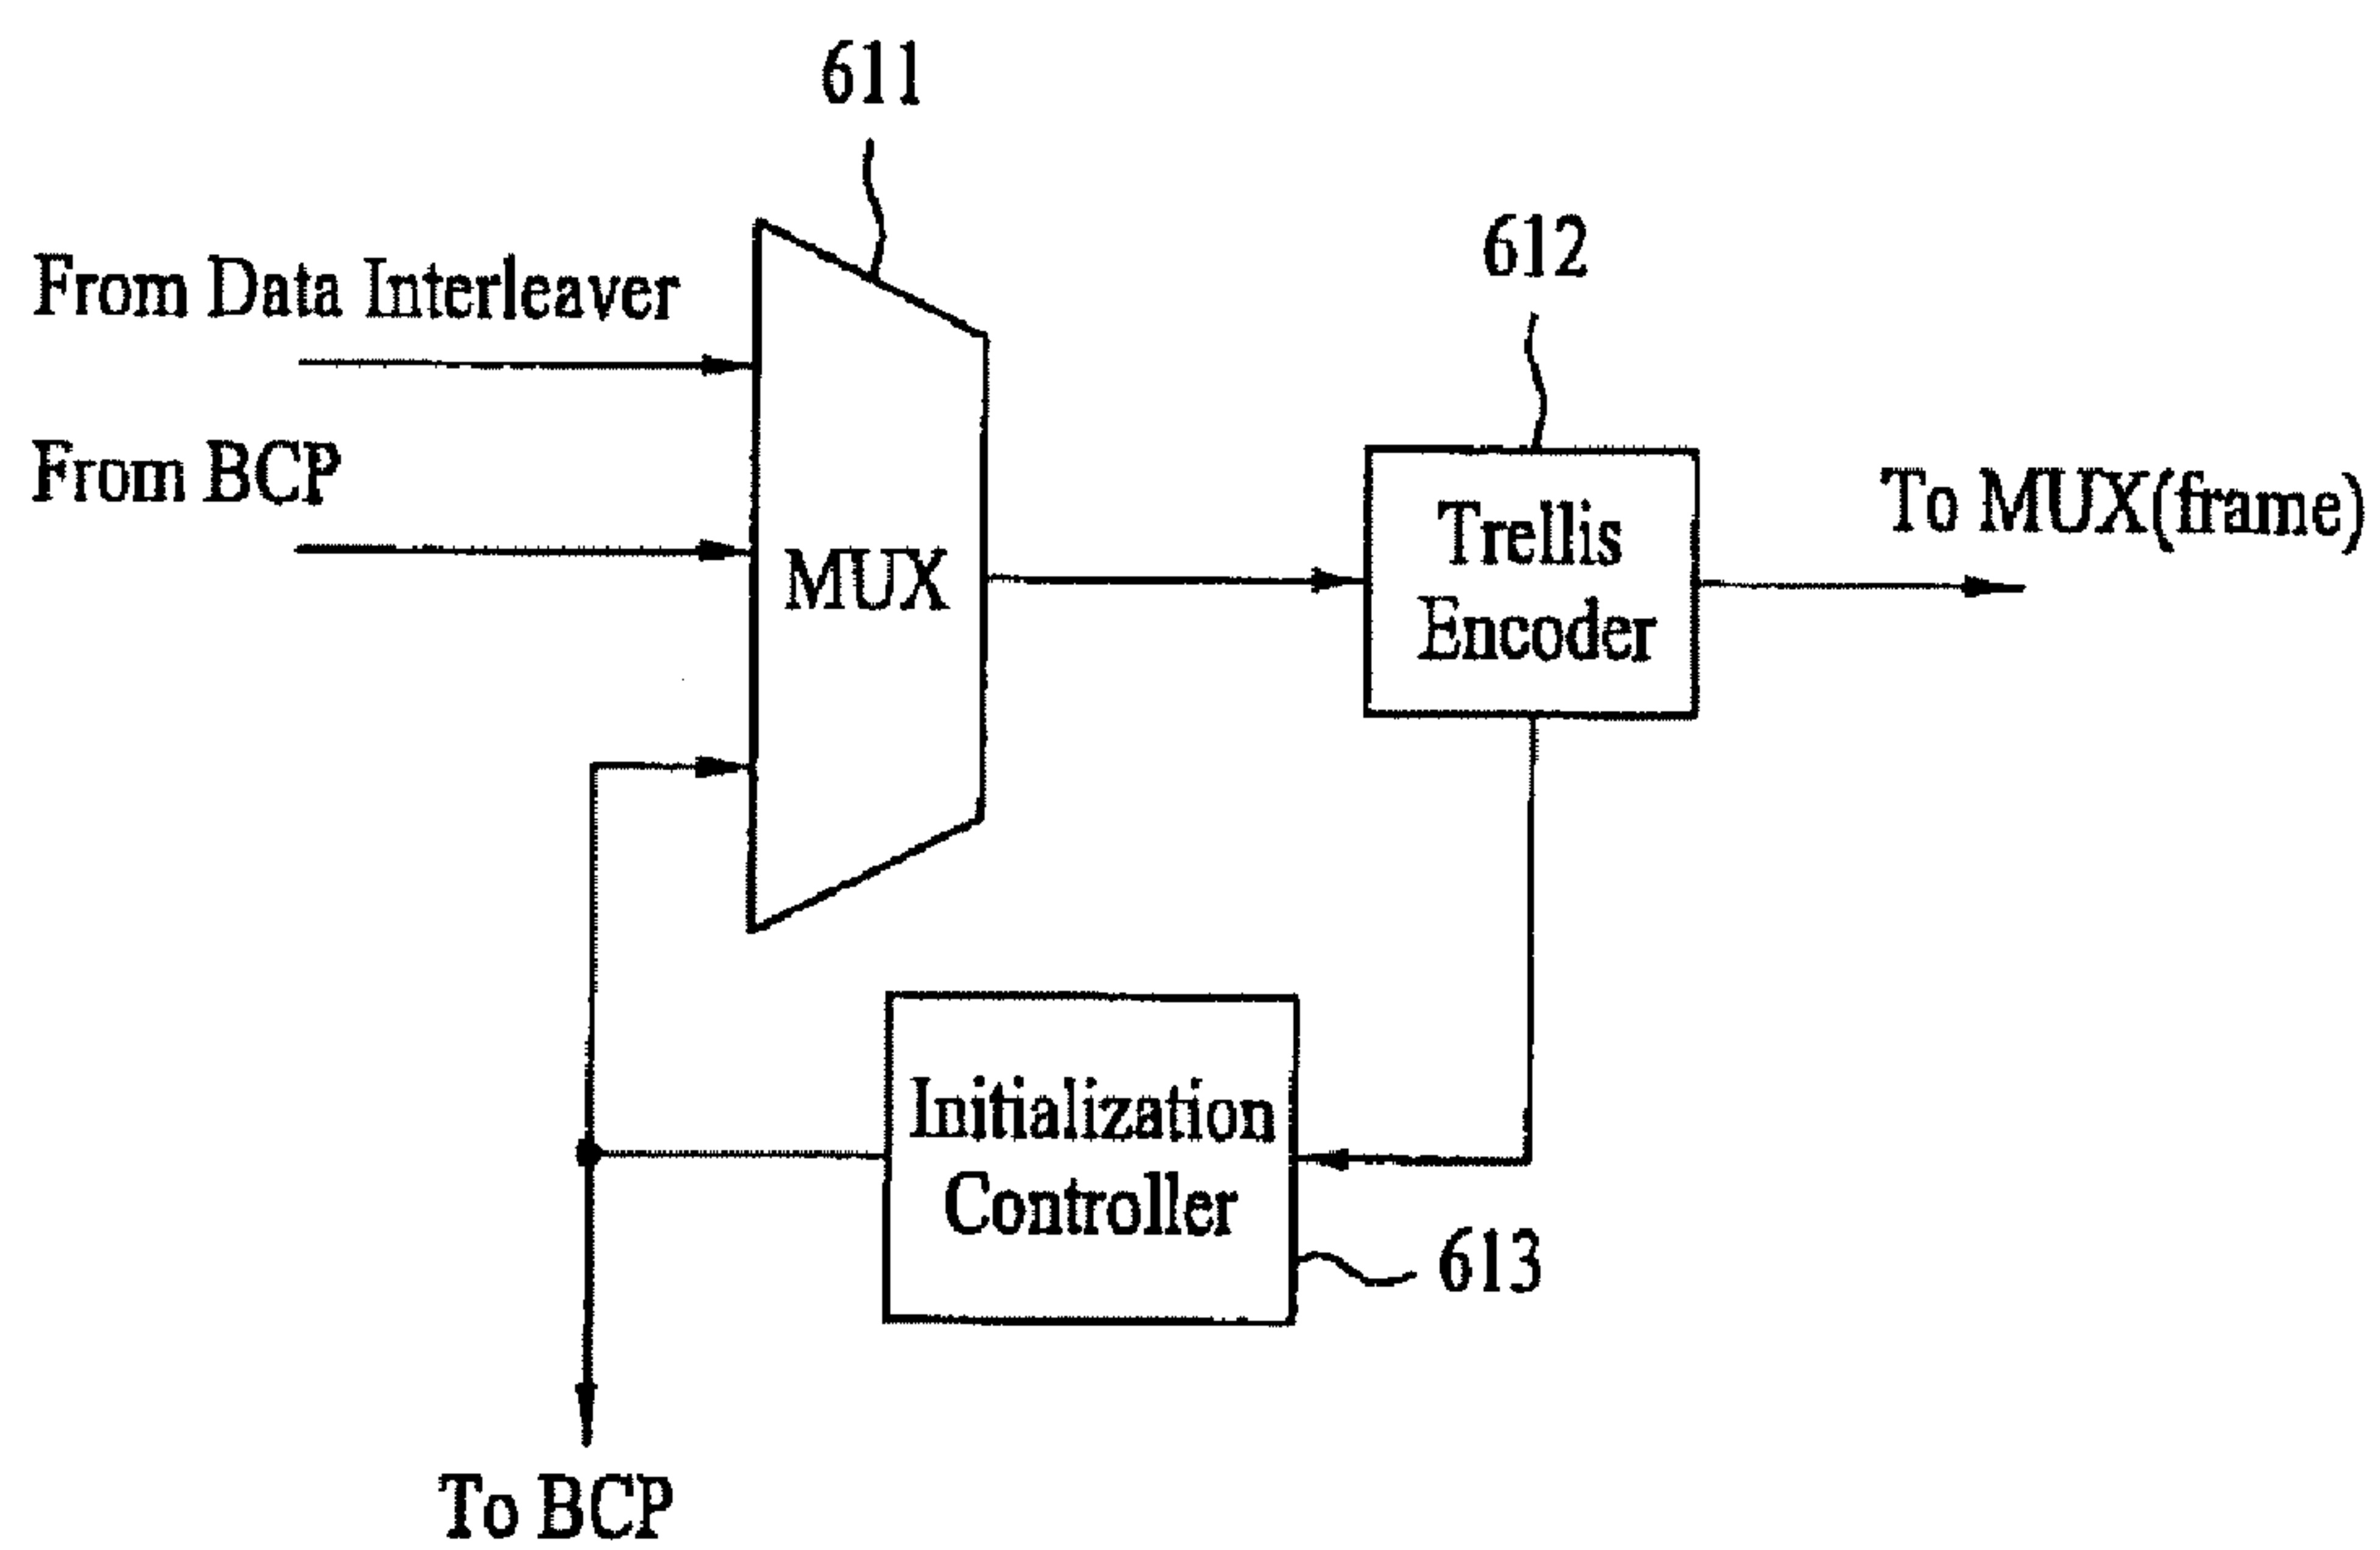 611
612
From Data Interleaver
From BCP
MUX
Trellis
Encoder
To MUX(frame)
Initialization
Controller
613
To BCP